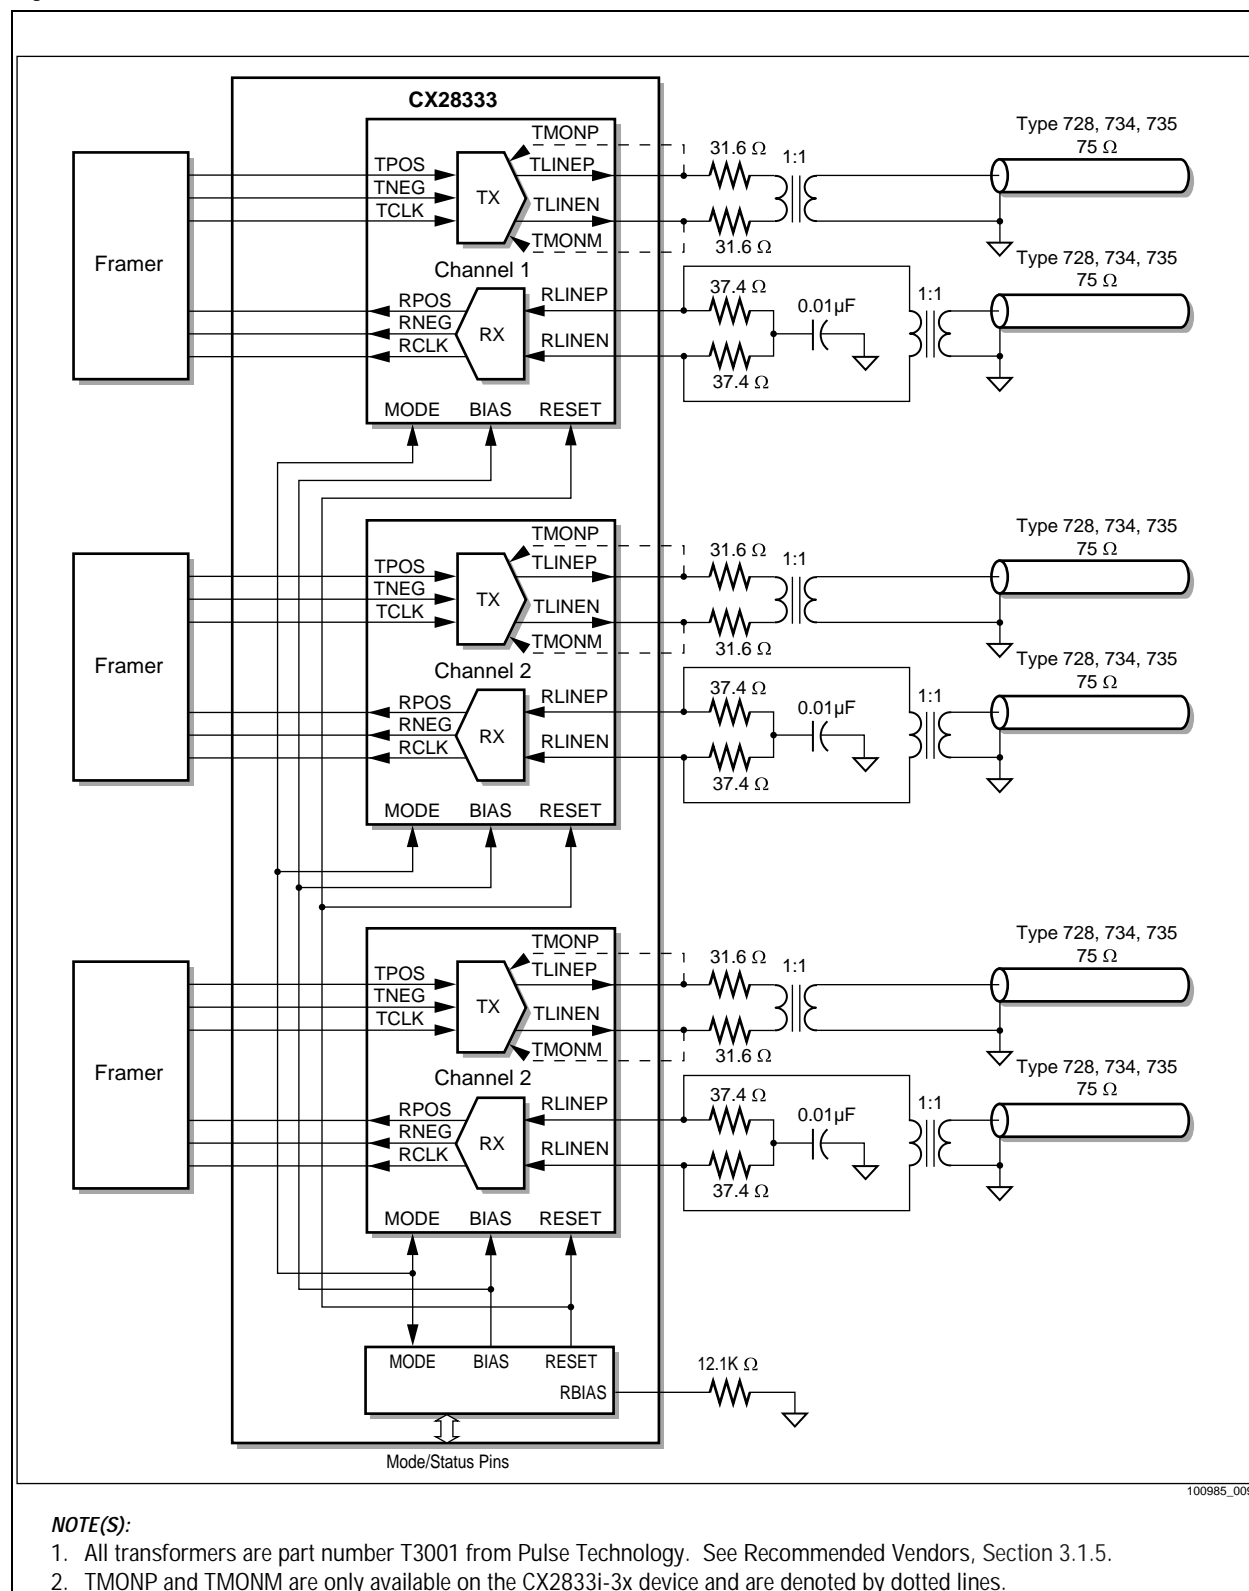 CX28333
TMONP
Type 728, 734, 735
75 Ω
31.6 Ω
1:1
TPOS
TLINEP
TNEG
TX
TCLK
TLINEN
TMONM
31.6 Ω
Framer
Channel 1
Type 728, 734, 735
75 Ω
37.4 Ω
1:1
RPOS
RLINEP
0.01µF
RNEG
RX
RCLK
RLINEN
37.4 Ω
MODE BIAS RESET
TMONP
Type 728, 734, 735
75 Ω
31.6 Ω
1:1
TPOS
TLINEP
TNEG
TX
TCLK
TLINEN
TMONM
31.6 Ω
Framer
Channel 2
Type 728, 734, 735
75 Ω
37.4 Ω
1:1
RPOS
RLINEP
0.01µF
RNEG
RX
RCLK
RLINEN
37.4 Ω
MODE BIAS RESET
TMONP
Type 728, 734, 735
75 Ω
31.6 Ω
1:1
TPOS
TLINEP
TNEG
TX
TCLK
TLINEN
TMONM
31.6 Ω
Framer
Channel 2
Type 728, 734, 735
75 Ω
37.4 Ω
1:1
RPOS
RLINEP
0.01µF
RNEG
RX
RCLK
RLINEN
37.4 Ω
MODE BIAS RESET
MODE BIAS RESET
12.1K Ω
RBIAS
Mode/Status Pins
100985_009
NOTE(S):
1. All transformers are part number T3001 from Pulse Technology. See Recommended Vendors, Section 3.1.5.
2. TMONP and TMONM are only available on the CX2833i-3x device and are denoted by dotted lines.